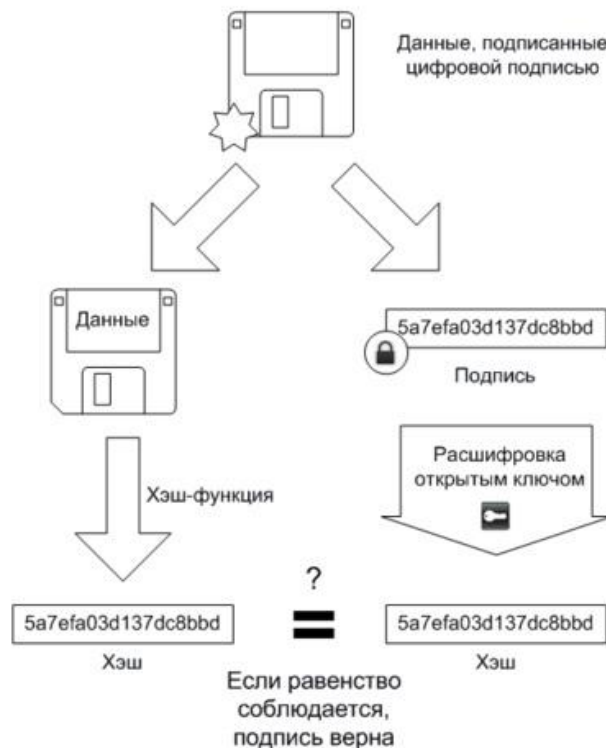 Данные, подписанные
цифровой подписью
Данные
5a7efa03d137dc8bbd
Подпись
Хэш-функция
Расшифровка
открытым ключом
?
5a7efa03d137dc8bbd
5a7efa03d137dc8bbd
Хэш
Хэш
Если равенство
соблюдается,
подпись верна